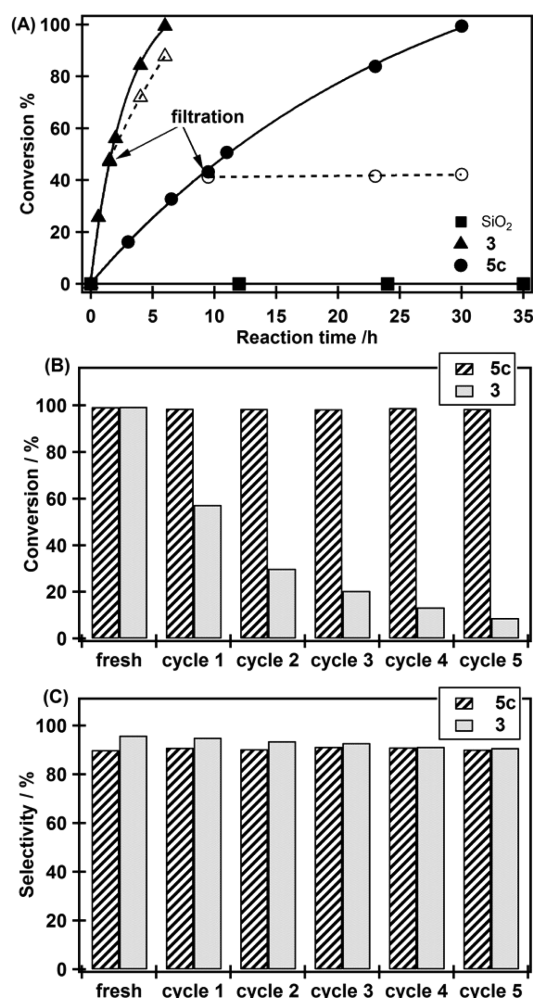 (A)
100
80
60
40
20
0
Conversion %
filtration
SiO₂
3
5c
0 5 10 15 20 25 30 35
Reaction time /h
(B)
5c
3
100
80
60
40
20
0
Conversion / %
fresh cycle 1 cycle 2 cycle 3 cycle 4 cycle 5
(C)
5c
3
100
80
60
40
20
0
Selectivity / %
fresh cycle 1 cycle 2 cycle 3 cycle 4 cycle 5